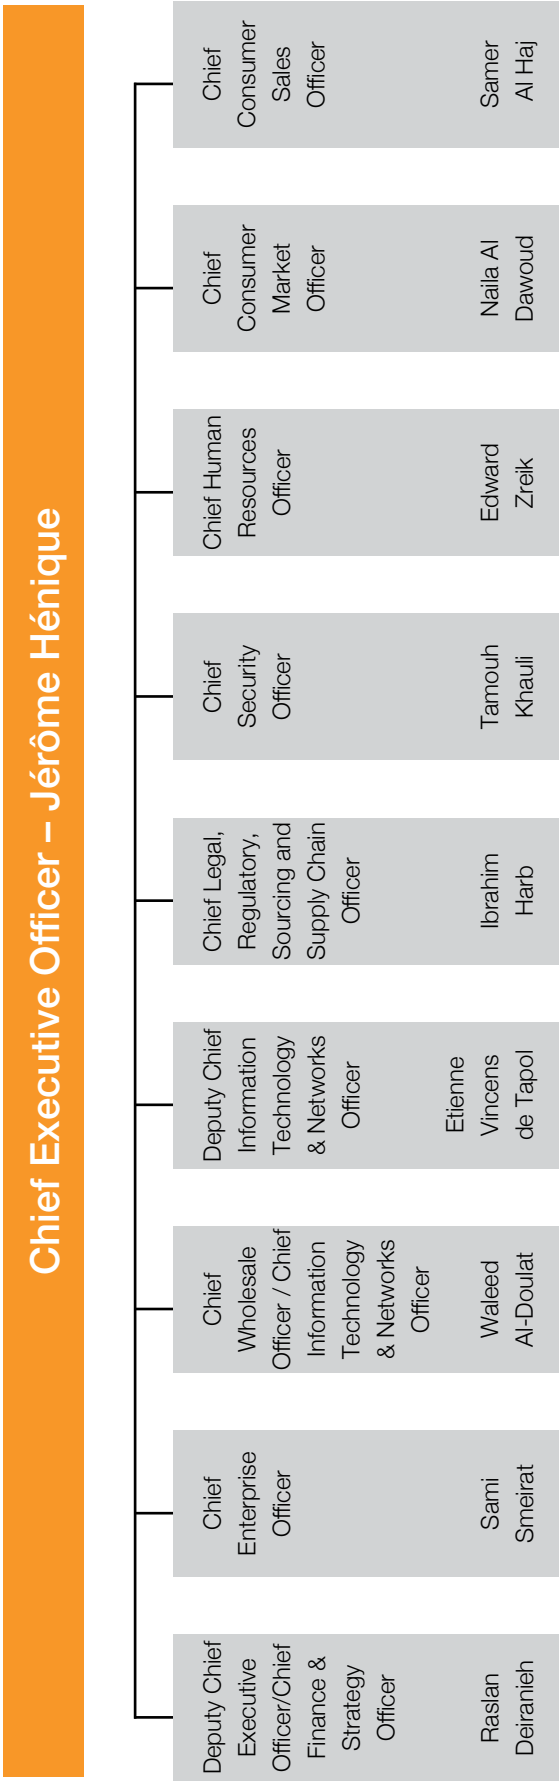 Chief Executive Officer – Jérôme Hénique
Deputy Chief
Executive
Officer/Chief
Finance &
Strategy
Officer
Raslan
Deiranieh
Chief
Enterprise
Officer
Sami
Smeirat
Chief
Wholesale
Officer / Chief
Information
Technology
& Networks
Officer
Waleed
Al-Doulat
Deputy Chief
Information
Technology
& Networks
Officer
Etienne
Vincens
de Tapol
Chief Legal,
Regulatory,
Sourcing and
Supply Chain
Officer
Ibrahim
Harb
Chief
Security
Officer
Tamouh
Khauli
Chief Human
Resources
Officer
Edward
Zreik
Chief
Consumer
Market
Officer
Naila Al
Dawoud
Chief
Consumer
Sales
Officer
Samer
Al Haj